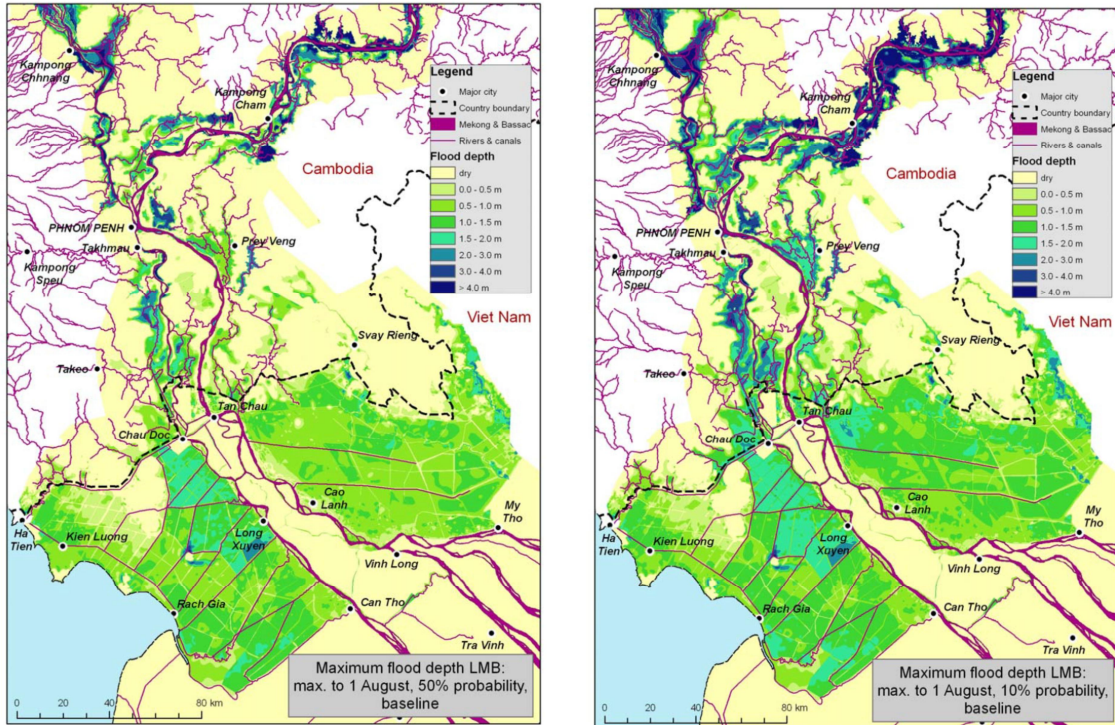 Kampong
Chhnang
Kampong
Cham
Legend
Major city
Country boundary
Mekong & Bassac
Rivers & canals
Flood depth
dry
0.0 - 0.5 m
0.5 - 1.0 m
1.0 - 1.5 m
1.5 - 2.0 m
2.0 - 3.0 m
3.0 - 4.0 m
> 4.0 m
Cambodia
PHNOM PENH
Takhmau
Prey Veng
Kampong
Speu
Viet Nam
Svay Rieng
Takeo
Tan Chau
Chau Doc
Cao
Lanh
My
Tho
Ha
Tien
Kien Luong
Long
Xuyen
Vinh Long
Rach Gia
Can Tho
Tra Vinh
Maximum flood depth LMB:
max. to 1 August, 50% probability,
baseline
0 20 40 80 km
Kampong
Chhnang
Kampong
Cham
Legend
Major city
Country boundary
Mekong & Bassac
Rivers & canals
Flood depth
dry
0.0 - 0.5 m
0.5 - 1.0 m
1.0 - 1.5 m
1.5 - 2.0 m
2.0 - 3.0 m
3.0 - 4.0 m
> 4.0 m
Cambodia
PHNOM PENH
Takhmau
Prey Veng
Kampong
Speu
Viet Nam
Svay Rieng
Takeo
Tan Chau
Chau Doc
Cao
Lanh
My
Tho
Ha
Tien
Kien Luong
Long
Xuyen
Vinh Long
Rach Gia
Can Tho
Tra Vinh
Maximum flood depth LMB:
max. to 1 August, 10% probability,
baseline
0 20 40 80 km